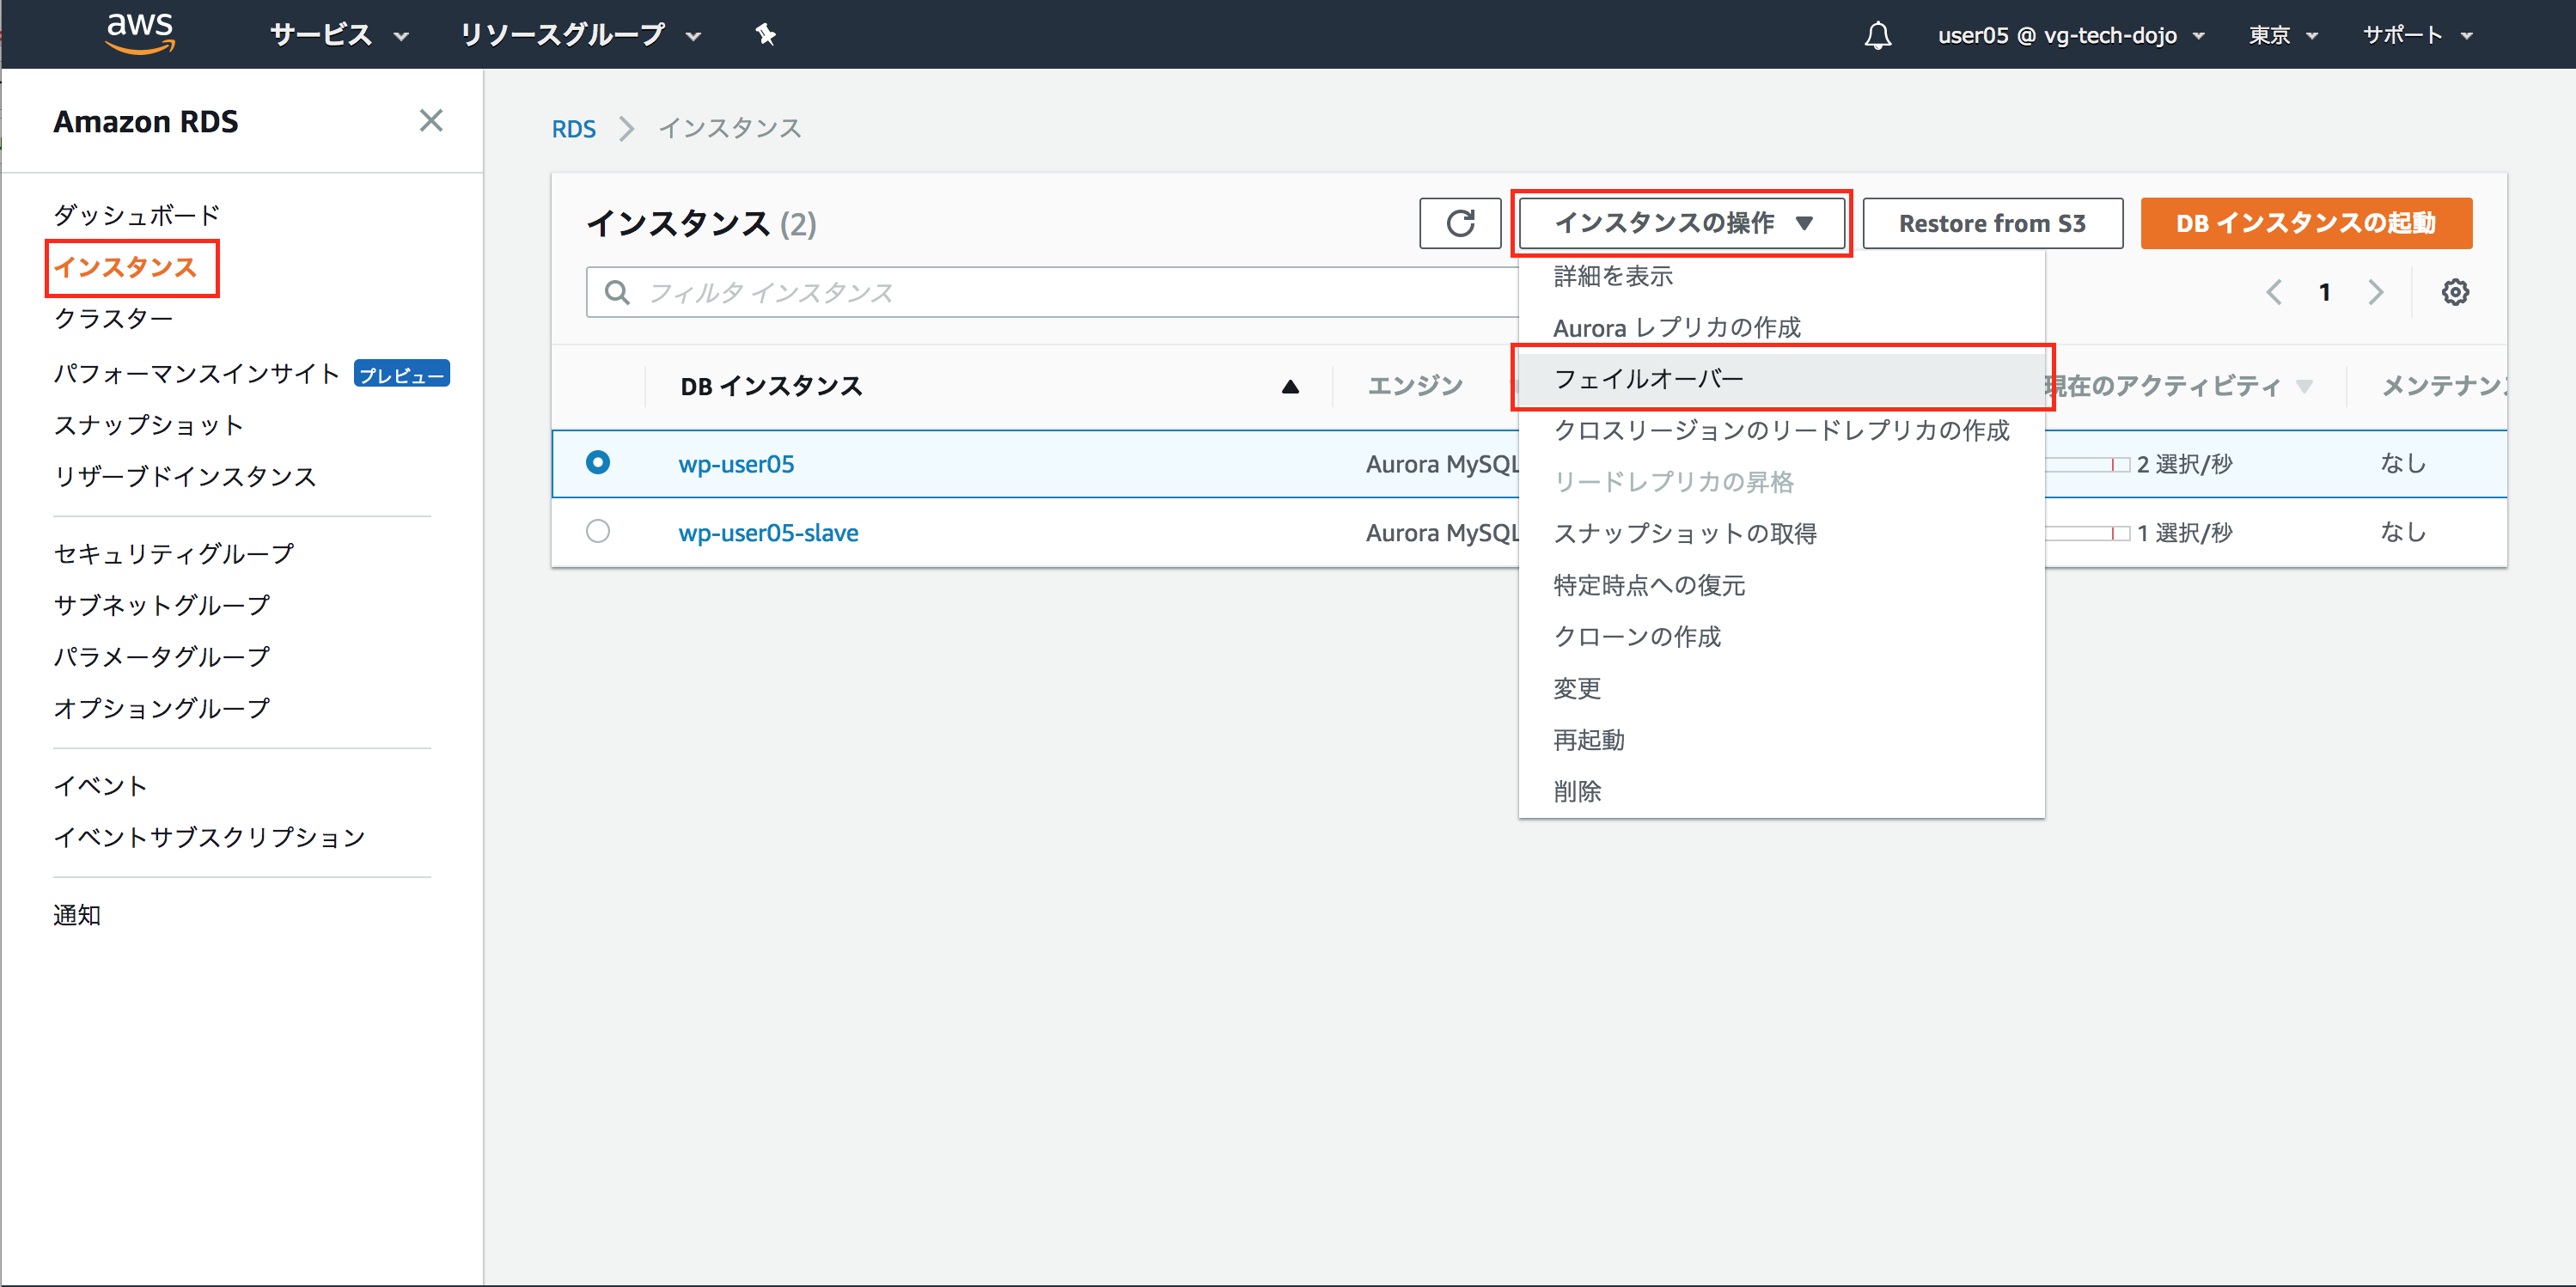 aws サービス リソースグループ user05 @ vg-tech-dojo 東京 サポート
Amazon RDS
ダッシュボード
インスタンス
クラスター
パフォーマンスインサイト プレビュー
スナップショット
リザーブドインスタンス
セキュリティグループ
サブネットグループ
パラメータグループ
オプショングループ
イベント
イベントサブスクリプション
通知
RDS インスタンス
インスタンス (2)
インスタンスの操作 Restore from S3 DB インスタンスの起動
フィルタ インスタンス
1
DB インスタンス エンジン 現在のアクティビティ メンテナン
wp-user05 Aurora MySQL 2 選択/秒 なし
wp-user05-slave Aurora MySQL 1 選択/秒 なし
詳細を表示
Aurora レプリカの作成
フェイルオーバー
クロスリージョンのリードレプリカの作成
リードレプリカの昇格
スナップショットの取得
特定時点への復元
クローンの作成
変更
再起動
削除